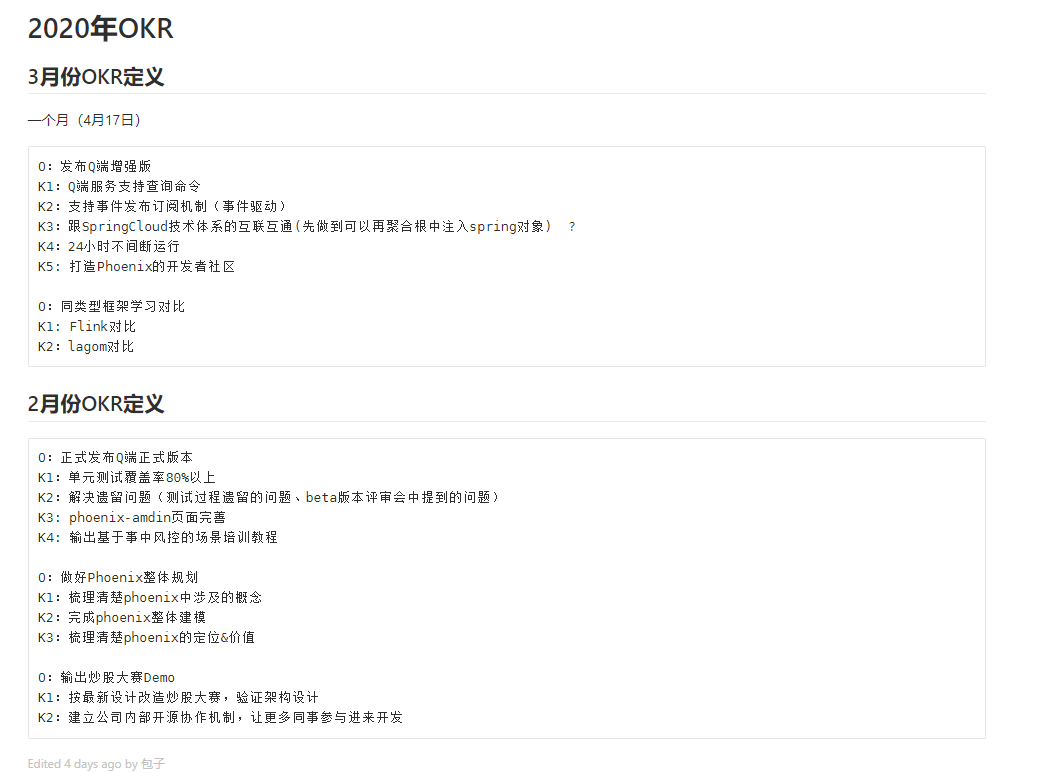 2020年OKR
3月份OKR定义
一个月（4月17日）
O：发布Q端增强版
K1：Q端服务支持查询命令
K2：支持事件发布订阅机制（事件驱动）
K3：跟SpringCloud技术体系的互联互通(先做到可以再聚合根中注入spring对象)  ？
K4：24小时不间断运行
K5: 打造Phoenix的开发者社区
O：同类型框架学习对比
K1: Flink对比
K2：lagom对比
2月份OKR定义
O：正式发布Q端正式版本
K1：单元测试覆盖率80%以上
K2：解决遗留问题（测试过程遗留的问题、beta版本评审会中提到的问题）
K3: phoenix-amdin页面完善
K4: 输出基于事中风控的场景培训教程
O：做好Phoenix整体规划
K1：梳理清楚phoenix中涉及的概念
K2：完成phoenix整体建模
K3：梳理清楚phoenix的定位&价值
O：输出炒股大赛Demo
K1：按最新设计改造炒股大赛，验证架构设计
K2：建立公司内部开源协作机制，让更多同事参与进来开发
Edited 4 days ago by 包子